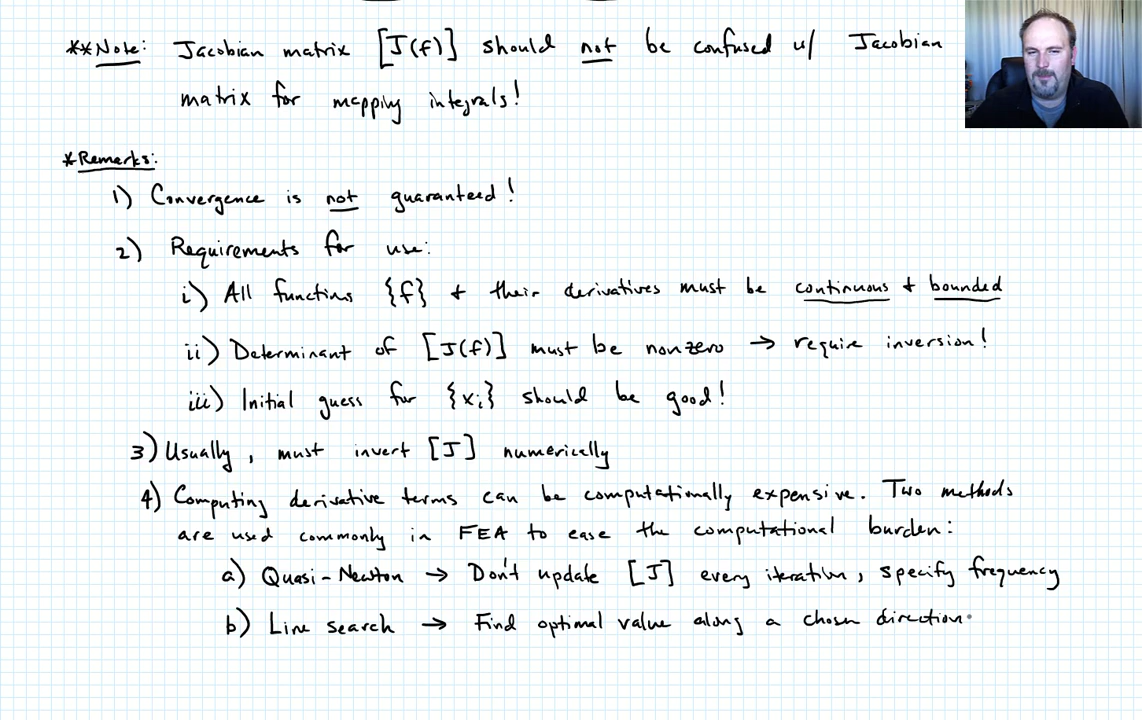 **Note: Jacobian matrix [J(f)] should not be confused w/ Jacobian
matrix for mapping integrals!
*Remarks:
1) Convergence is not guaranteed!
2) Requirements for use:
i) All functions {f} + their derivatives must be continuous + bounded
ii) Determinant of [J(f)] must be nonzero → require inversion!
iii) Initial guess for {xi} should be good!
3) Usually, must invert [J] numerically
4) Computing derivative terms can be computationally expensive. Two methods
are used commonly in FEA to ease the computational burden:
a) Quasi-Newton → Don't update [J] every iteration, specify frequency
b) Line search → Find optimal value along a chosen direction.